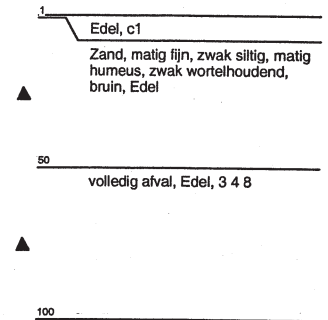 1
Edel, c1
Zand, matig fijn, zwak siltig, matig
humeus, zwak wortelhoudend,
bruin, Edel
50
volledig afval, Edel, 3 4 8
100